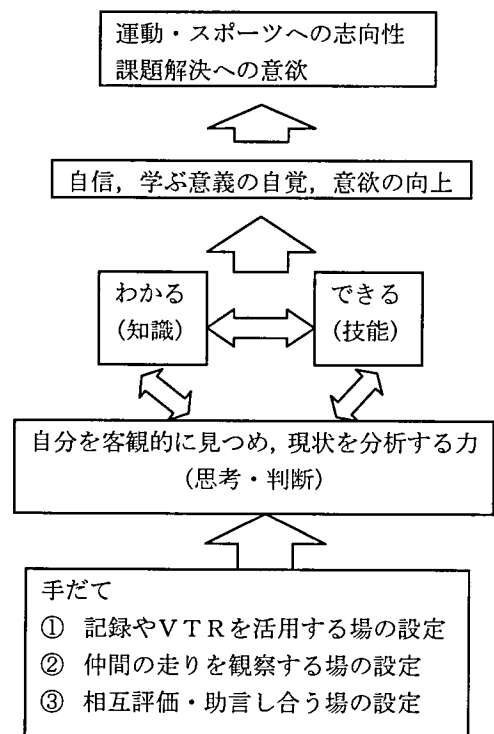 運動・スポーツへの志向性
課題解決への意欲
自信，学ぶ意義の自覚，意欲の向上
わかる
（知識）
できる
（技能）
自分を客観的に見つめ，現状を分析する力
（思考・判断）
手だて
① 記録やＶＴＲを活用する場の設定
② 仲間の走りを観察する場の設定
③ 相互評価・助言し合う場の設定